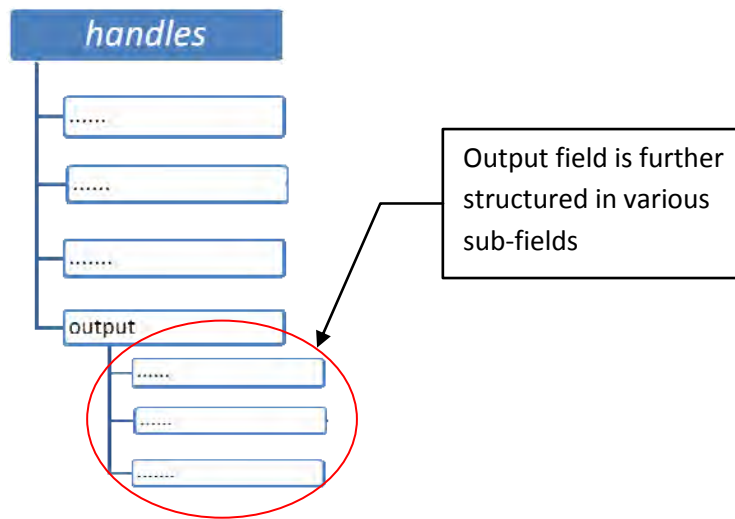 handles
......
......
.......
output
......
......
.......
Output field is further
structured in various
sub-fields